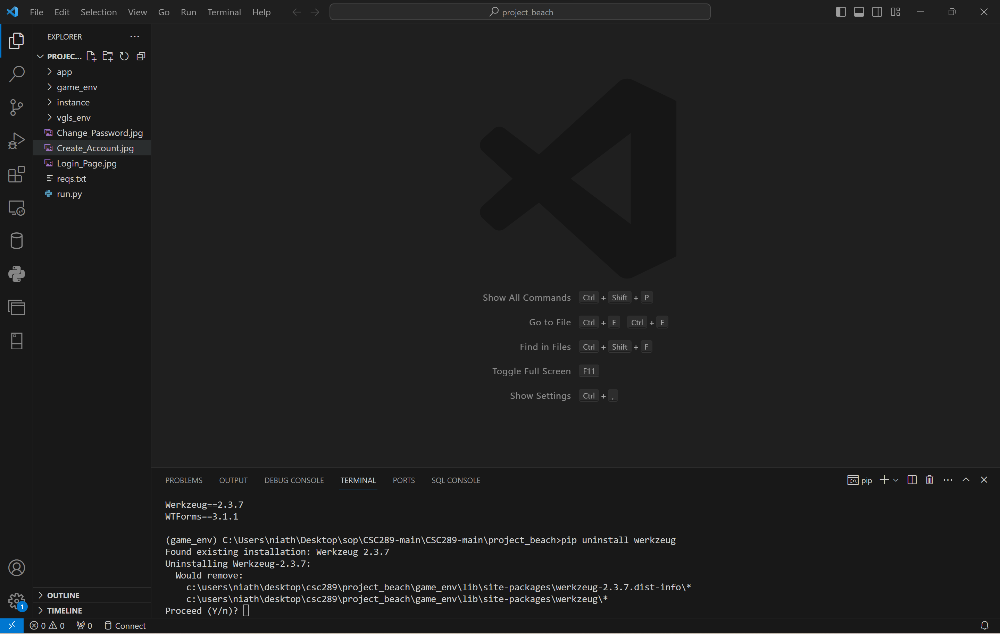 File Edit Selection View Go Run Terminal Help project_beach
EXPLORER
PROJEC...
app
game_env
instance
vgls_env
Change_Password.jpg
Create_Account.jpg
Login_Page.jpg
reqs.txt
run.py
Show All Commands Ctrl + Shift + P
Go to File Ctrl + E Ctrl + E
Find in Files Ctrl + Shift + F
Toggle Full Screen F11
Show Settings Ctrl + ,
PROBLEMS OUTPUT DEBUG CONSOLE TERMINAL PORTS SQL CONSOLE pip
Werkzeug==2.3.7
WTForms==3.1.1
(game_env) C:\Users\niath\Desktop\sop\CSC289-main\CSC289-main\project_beach>pip uninstall werkzeug
Found existing installation: Werkzeug 2.3.7
Uninstalling Werkzeug-2.3.7:
Would remove:
c:\users\niath\desktop\csc289\project_beach\game_env\lib\site-packages\werkzeug-2.3.7.dist-info\*
c:\users\niath\desktop\csc289\project_beach\game_env\lib\site-packages\werkzeug\*
Proceed (Y/n)?
OUTLINE
TIMELINE
1
0 0 0 Connect